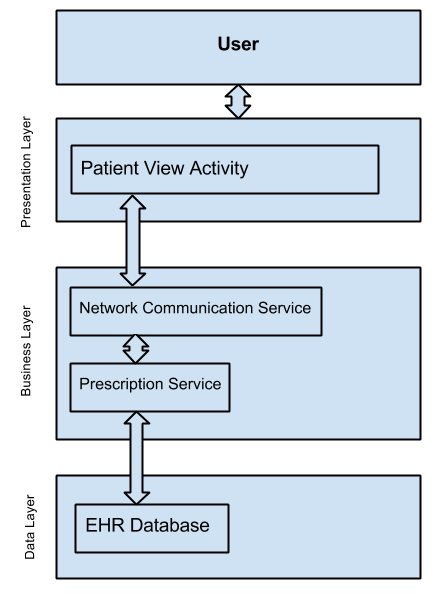 User
Presentation Layer
Patient View Activity
Business Layer
Network Communication Service
Prescription Service
Data Layer
EHR Database